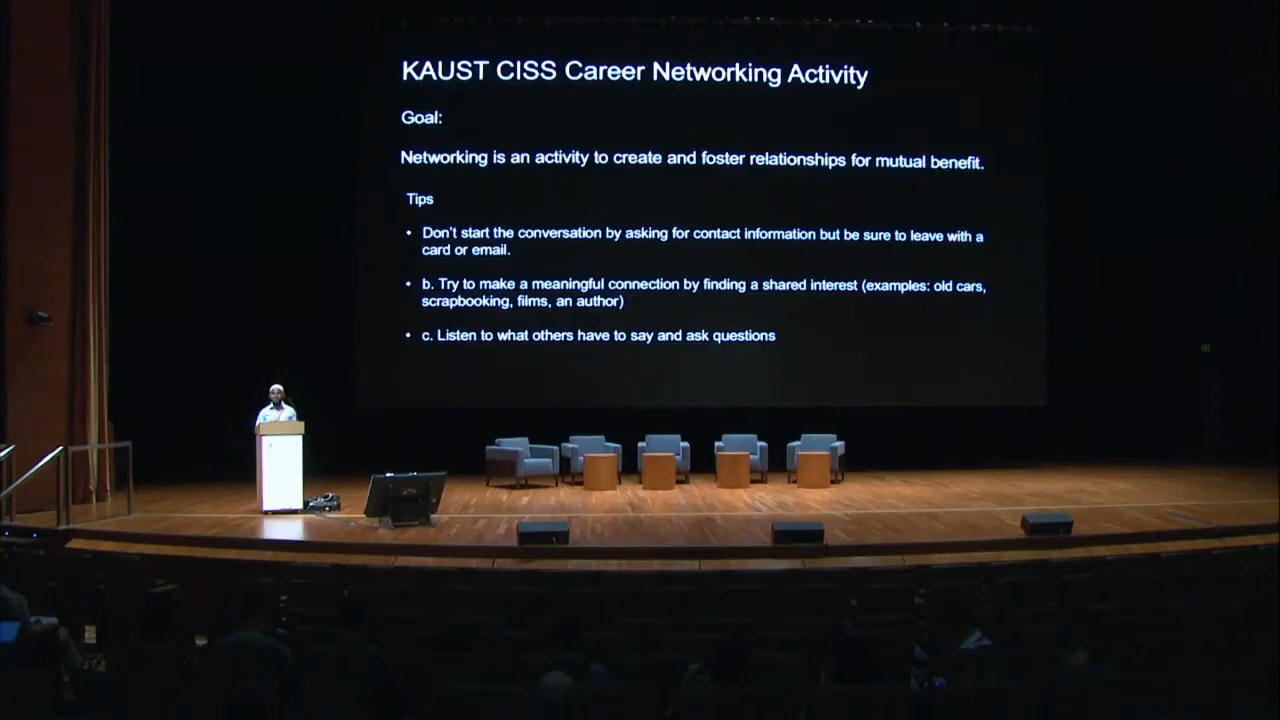 KAUST CISS Career Networking Activity
Goal:
Networking is an activity to create and foster relationships for mutual benefit.
Tips
• Don't start the conversation by asking for contact information but be sure to leave with a
card or email.
• b. Try to make a meaningful connection by finding a shared interest (examples: old cars,
scrapbooking, films, an author)
• c. Listen to what others have to say and ask questions